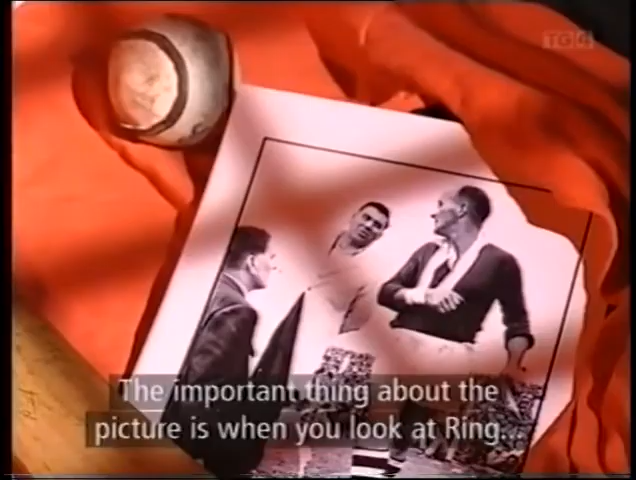 TG4
The important thing about the
picture is when you look at Ring...